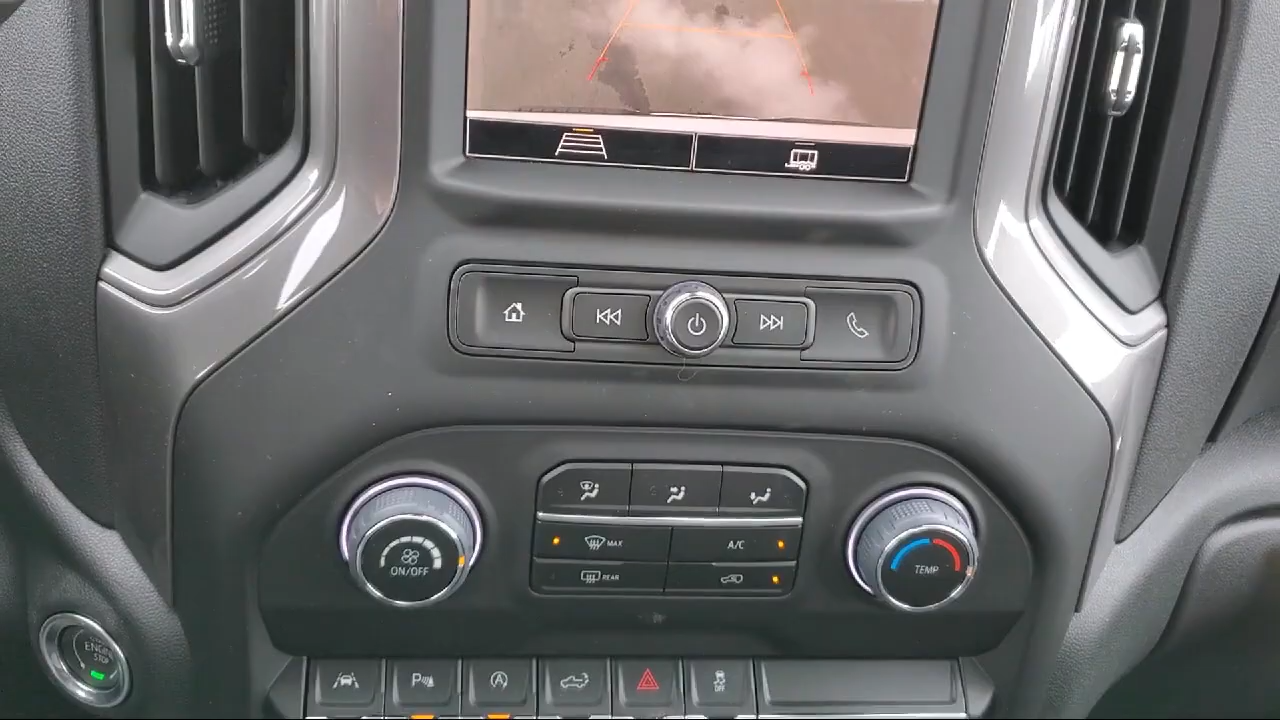 MAX
A/C
REAR
ON/OFF
TEMP
ENGINE
STOP
P
A
OFF